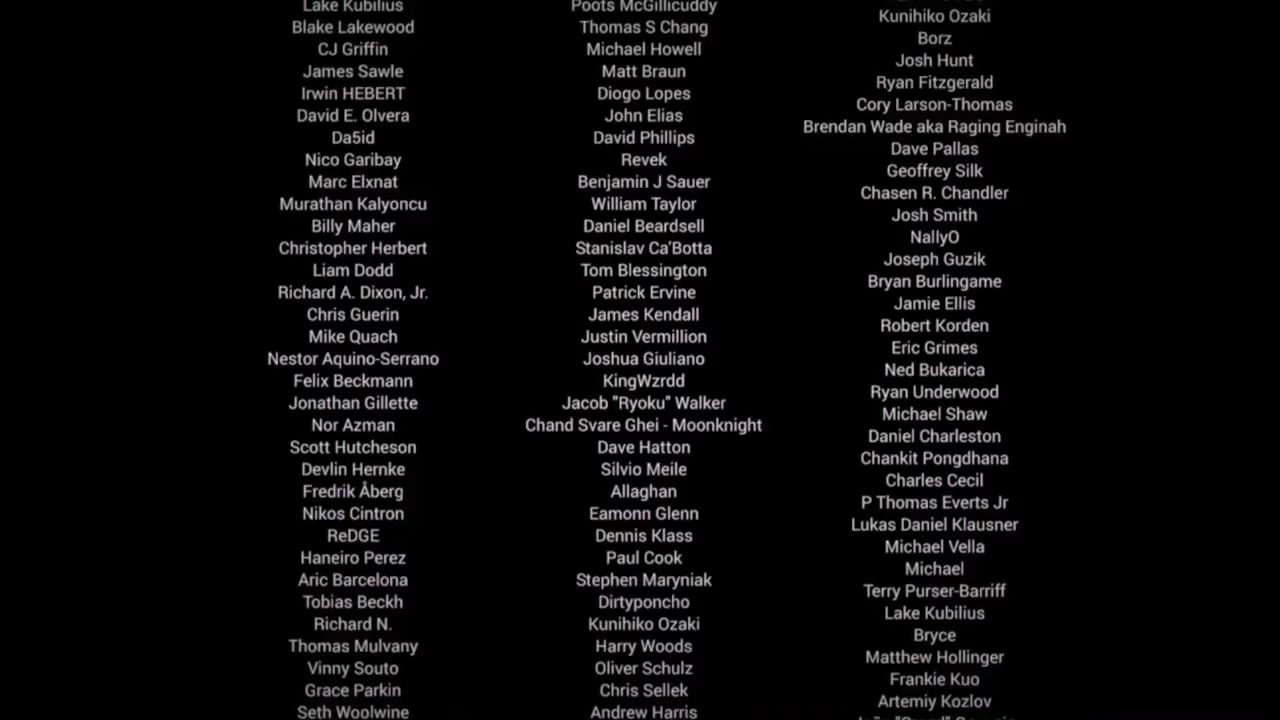 Lake Kubilius
Blake Lakewood
CJ Griffin
James Sawle
Irwin HEBERT
David E. Olvera
Da5id
Nico Garibay
Marc Elxnat
Murathan Kalyoncu
Billy Maher
Christopher Herbert
Liam Dodd
Richard A. Dixon, Jr.
Chris Guerin
Mike Quach
Nestor Aquino-Serrano
Felix Beckmann
Jonathan Gillette
Nor Azman
Scott Hutcheson
Devlin Hernke
Fredrik Åberg
Nikos Cintron
ReDGE
Haneiro Perez
Aric Barcelona
Tobias Beckh
Richard N.
Thomas Mulvany
Vinny Souto
Grace Parkin
Seth Woolwine
Poots McGillicuddy
Thomas S Chang
Michael Howell
Matt Braun
Diogo Lopes
John Elias
David Phillips
Revek
Benjamin J Sauer
William Taylor
Daniel Beardsell
Stanislav Ca'Botta
Tom Blessington
Patrick Ervine
James Kendall
Justin Vermillion
Joshua Giuliano
KingWzrdd
Jacob "Ryoku" Walker
Chand Svare Ghei - Moonknight
Dave Hatton
Silvio Meile
Allaghan
Eamonn Glenn
Dennis Klass
Paul Cook
Stephen Maryniak
Dirtyponcho
Kunihiko Ozaki
Harry Woods
Oliver Schulz
Chris Sellek
Andrew Harris
Kunihiko Ozaki
Borz
Josh Hunt
Ryan Fitzgerald
Cory Larson-Thomas
Brendan Wade aka Raging Enginah
Dave Pallas
Geoffrey Silk
Chasen R. Chandler
Josh Smith
NallyO
Joseph Guzik
Bryan Burlingame
Jamie Ellis
Robert Korden
Eric Grimes
Ned Bukarica
Ryan Underwood
Michael Shaw
Daniel Charleston
Chankit Pongdhana
Charles Cecil
P Thomas Everts Jr
Lukas Daniel Klausner
Michael Vella
Michael
Terry Purser-Barriff
Lake Kubilius
Bryce
Matthew Hollinger
Frankie Kuo
Artemiy Kozlov